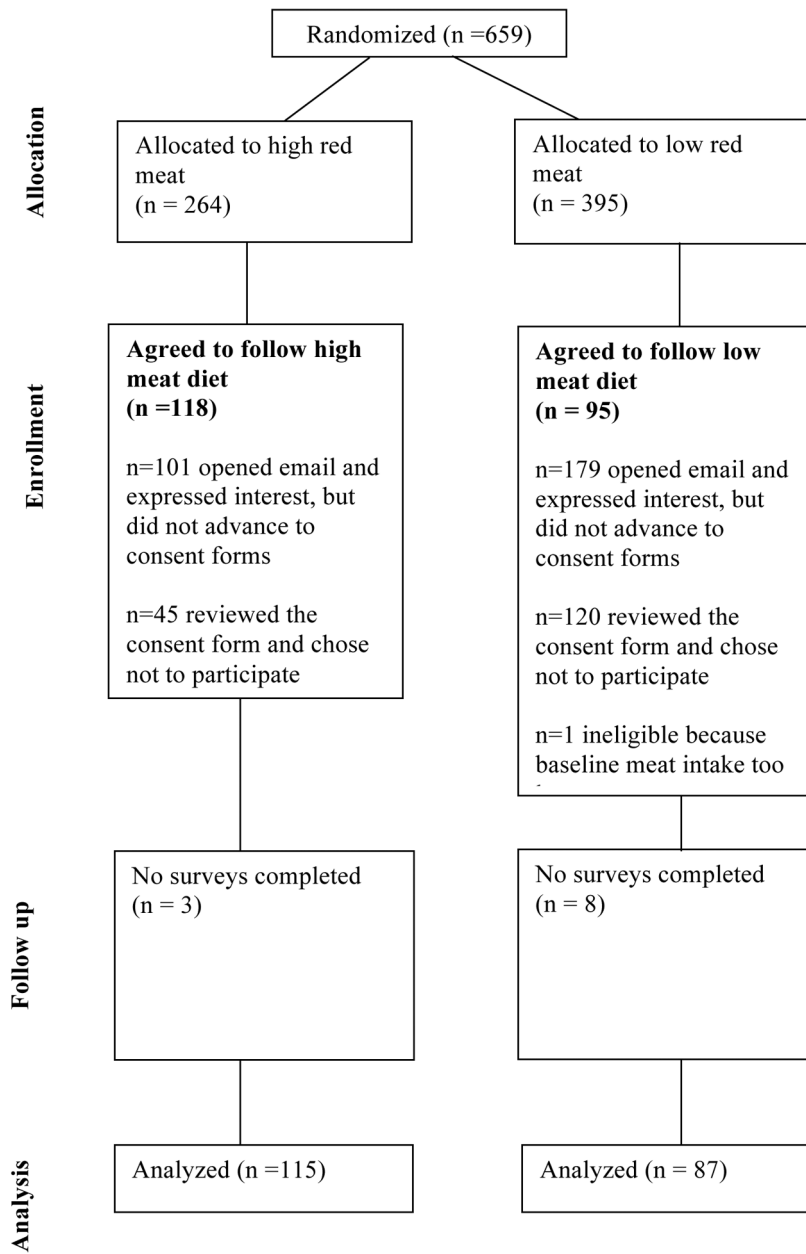 Randomized (n =659)
Allocation
Allocated to high red
meat
(n = 264)
Allocated to low red
meat
(n = 395)
Enrollment
Agreed to follow high
meat diet
(n =118)
n=101 opened email and
expressed interest, but
did not advance to
consent forms
n=45 reviewed the
consent form and chose
not to participate
Agreed to follow low
meat diet
(n = 95)
n=179 opened email and
expressed interest, but
did not advance to
consent forms
n=120 reviewed the
consent form and chose
not to participate
n=1 ineligible because
baseline meat intake too
Follow up
No surveys completed
(n = 3)
No surveys completed
(n = 8)
Analysis
Analyzed (n =115)
Analyzed (n = 87)